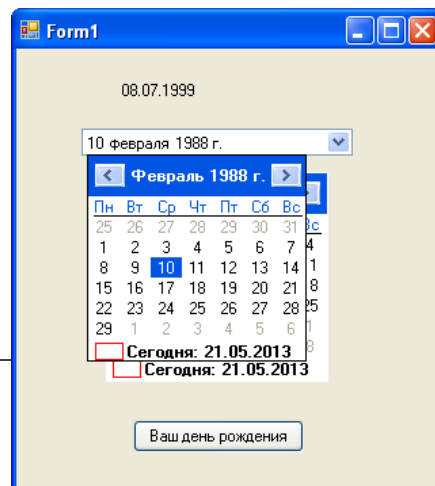 Form1
08.07.1999
10 февраля 1988 г.
Февраль 1988 г.
Пн Вт Ср Чт Пт Сб Вс
25 26 27 28 29 30 31
1 2 3 4 5 6 7
8 9 10 11 12 13 14
15 16 17 18 19 20 21
22 23 24 25 26 27 28
29 1 2 3 4 5 6
Сегодня: 21.05.2013
Сегодня: 21.05.2013
Ваш день рождения